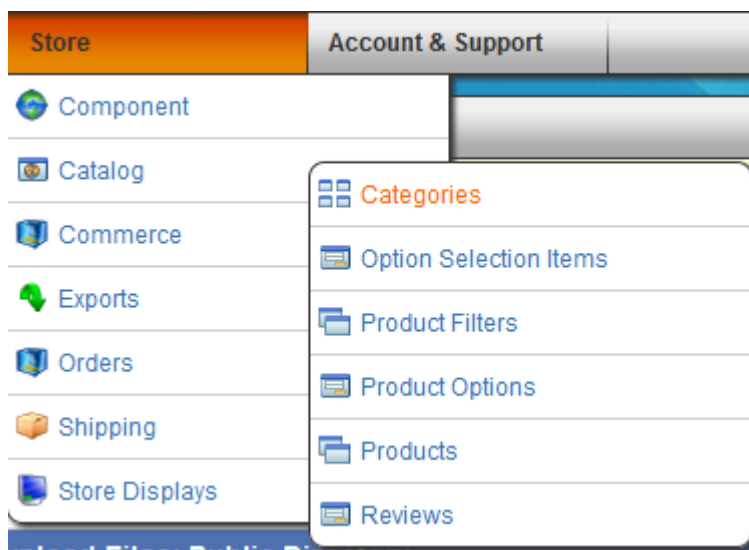 Store
Account & Support
Component
Catalog
Commerce
Exports
Orders
Shipping
Store Displays
Categories
Option Selection Items
Product Filters
Product Options
Products
Reviews